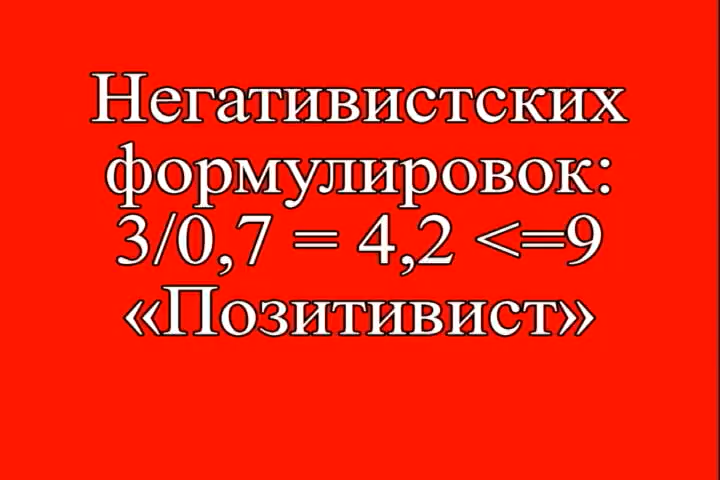 Негативистских
формулировок:
3/0,7 = 4,2 <=9
«Позитивист»